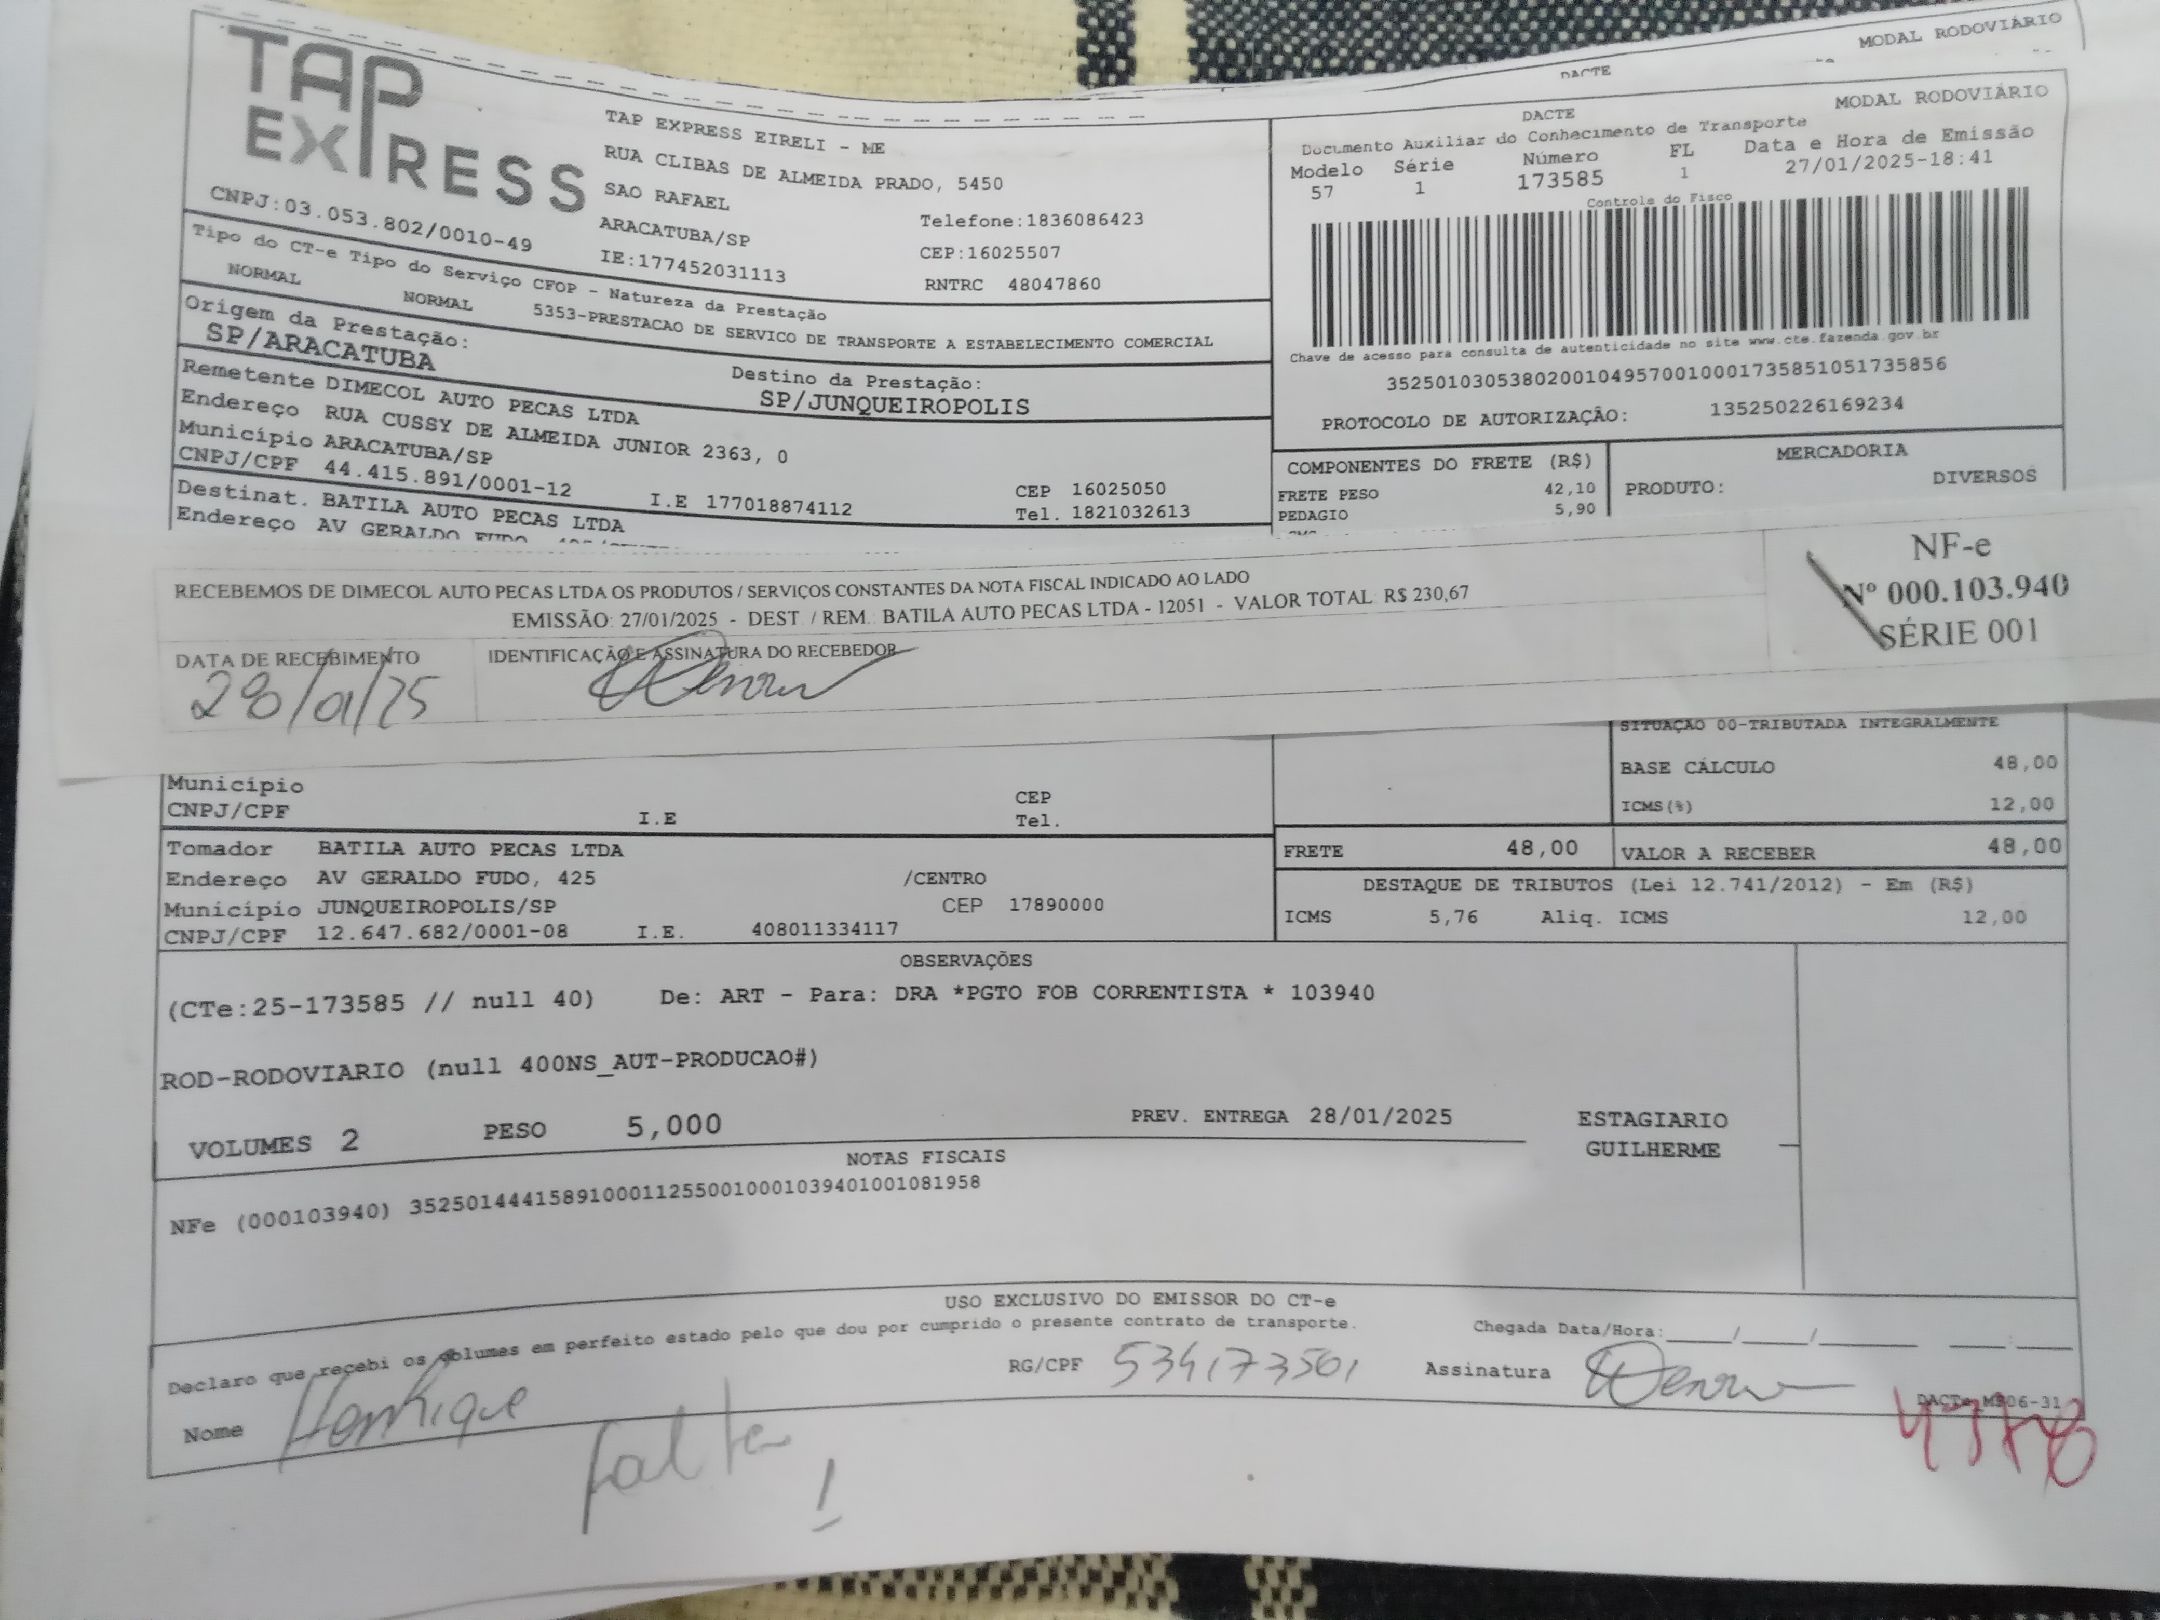 MODAL RODOVIÁRIO
DACTE
TAP
EXPRESS
CNPJ:03.053.802/0010-49
TAP EXPRESS EIRELI - ME
RUA CLIBAS DE ALMEIDA PRADO, 5450
SAO RAFAEL
ARACATUBA/SP
IE:177452031113
Telefone:1836086423
CEP:16025507
RNTRC 48047860
DACTE
MODAL RODOVIÁRIO
Documento Auxiliar do Conhecimento de Transporte
Modelo Série Número FL Data e Hora de Emissão
57 1 173585 1 27/01/2025-18:41
Controle do Fisco
Chave de acesso para consulta de autenticidade no site www.cte.fazenda.gov.br
35250103053802001049570010001735851051735856
PROTOCOLO DE AUTORIZAÇÃO: 135250226169234
Tipo do CT-e Tipo do Serviço CFOP - Natureza da Prestação
NORMAL NORMAL 5353-PRESTACAO DE SERVICO DE TRANSPORTE A ESTABELECIMENTO COMERCIAL
Origem da Prestação:
SP/ARACATUBA
Destino da Prestação:
SP/JUNQUEIROPOLIS
Remetente DIMECOL AUTO PECAS LTDA
Endereço RUA CUSSY DE ALMEIDA JUNIOR 2363, 0
Município ARACATUBA/SP
CEP 16025050
CNPJ/CPF 44.415.891/0001-12 I.E 177018874112 Tel. 1821032613
Destinat. BATILA AUTO PECAS LTDA
Endereço AV GERALDO FUDO
COMPONENTES DO FRETE (R$)
FRETE PESO 42,10
PEDAGIO 5,90
MERCADORIA
PRODUTO: DIVERSOS
RECEBEMOS DE DIMECOL AUTO PECAS LTDA OS PRODUTOS / SERVIÇOS CONSTANTES DA NOTA FISCAL INDICADO AO LADO
EMISSÃO: 27/01/2025 - DEST. / REM.: BATILA AUTO PECAS LTDA - 12051 - VALOR TOTAL: R$ 230,67
DATA DE RECEBIMENTO
28/01/25
IDENTIFICAÇÃO E ASSINATURA DO RECEBEDOR
NF-e
Nº 000.103.940
SÉRIE 001
SITUAÇÃO 00-TRIBUTADA INTEGRALMENTE
BASE CÁLCULO 48,00
ICMS(%) 12,00
Município
CNPJ/CPF I.E
CEP
Tel.
Tomador BATILA AUTO PECAS LTDA
Endereço AV GERALDO FUDO, 425 /CENTRO
Município JUNQUEIROPOLIS/SP CEP 17890000
CNPJ/CPF 12.647.682/0001-08 I.E. 408011334117
FRETE 48,00 VALOR A RECEBER 48,00
DESTAQUE DE TRIBUTOS (Lei 12.741/2012) - Em (R$)
ICMS 5,76 Aliq. ICMS 12,00
OBSERVAÇÕES
(CTe:25-173585 // null 40) De: ART - Para: DRA *PGTO FOB CORRENTISTA * 103940
ROD-RODOVIARIO (null 400NS_AUT-PRODUCAO#)
VOLUMES 2 PESO 5,000 PREV. ENTREGA 28/01/2025
ESTAGIARIO
GUILHERME
NOTAS FISCAIS
NFe (000103940) 35250144415891000112550010001039401001081958
USO EXCLUSIVO DO EMISSOR DO CT-e
Declaro que recebi os volumes em perfeito estado pelo que dou por cumprido o presente contrato de transporte.
Chegada Data/Hora:____/____/______ ___:___
Nome Henrique RG/CPF 534173501 Assinatura
DACTe_MP06-31
falta 1